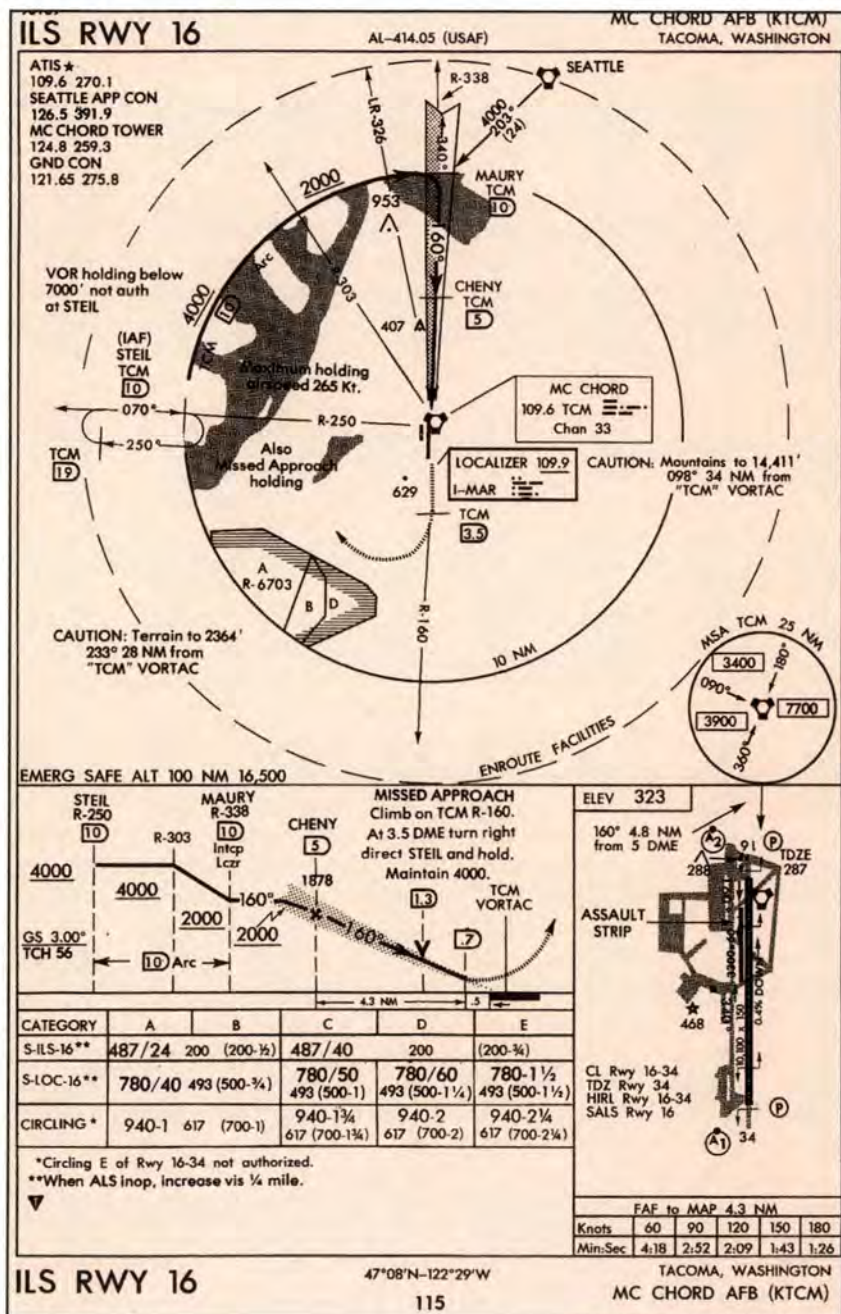 ILS RWY 16
AL-414.05 (USAF)
MC CHORD AFB (KTCM)
TACOMA, WASHINGTON
ATIS ★
109.6 270.1
SEATTLE APP CON
126.5 391.9
MC CHORD TOWER
124.8 259.3
GND CON
121.65 275.8
R-338
SEATTLE
LR-326
340°
4000
203°
(24)
2000
953
MAURY
TCM
10
160°
VOR holding below
7000' not auth
at STEIL
Arc
R-303
4000
10
TCM
CHENY
TCM
5
407
(IAF)
STEIL
TCM
10
Maximum holding
airspeed 265 Kt.
MC CHORD
109.6 TCM
Chan 33
070°
R-250
250°
TCM
19
Also
Missed Approach
holding
LOCALIZER 109.9
I-MAR
CAUTION: Mountains to 14,411'
098° 34 NM from
"TCM" VORTAC
629
TCM
3.5
A
R-6703
B
D
R-160
CAUTION: Terrain to 2364'
233° 28 NM from
"TCM" VORTAC
10 NM
MSA TCM 25 NM
3400
180°
090°
7700
3900
360°
ENROUTE FACILITIES
EMERG SAFE ALT 100 NM 16,500
STEIL
R-250
10
R-303
MAURY
R-338
10
Intcp
Lczr
CHENY
5
1878
MISSED APPROACH
Climb on TCM R-160.
At 3.5 DME turn right
direct STEIL and hold.
Maintain 4000.
TCM
VORTAC
4000
4000
2000
160°
2000
160°
1.3
.7
GS 3.00°
TCH 56
10 Arc
4.3 NM
.5
ELEV 323
160° 4.8 NM
from 5 DME
A2
16
P
TDZE
287
288
ASSAULT
STRIP
10,100 x 150
0.4% DOWN
468
CL Rwy 16-34
TDZ Rwy 34
HIRL Rwy 16-34
SALS Rwy 16
P
A1
34
CATEGORY A B C D E
S-ILS-16** 487/24 200 (200-½) 487/40 200 (200-¾)
S-LOC-16** 780/40 493 (500-¾) 780/50 493 (500-1) 780/60 493 (500-1¼) 780-1½ 493 (500-1½)
CIRCLING * 940-1 617 (700-1) 940-1¾ 617 (700-1¾) 940-2 617 (700-2) 940-2¼ 617 (700-2¼)
*Circling E of Rwy 16-34 not authorized.
**When ALS inop, increase vis ¼ mile.
T
FAF to MAP 4.3 NM
Knots 60 90 120 150 180
Min:Sec 4:18 2:52 2:09 1:43 1:26
ILS RWY 16
47°08'N-122°29'W
115
TACOMA, WASHINGTON
MC CHORD AFB (KTCM)